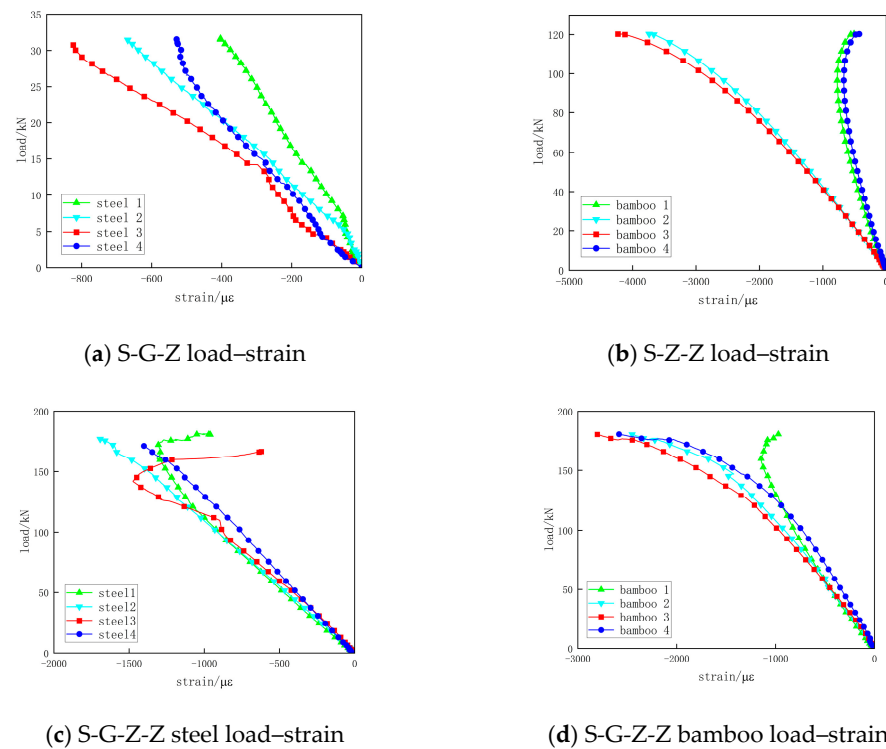 35
30
25
20
15
10
5
0
load/kN
steel 1
steel 2
steel 3
steel 4
-800
-600
-400
-200
0
strain/με
(a) S-G-Z load–strain
140
120
100
80
60
40
20
0
load/kN
bamboo 1
bamboo 2
bamboo 3
bamboo 4
-5000
-4000
-3000
-2000
-1000
0
strain/με
(b) S-Z-Z load–strain
200
150
100
50
0
load/kN
steel1
steel2
steel3
steel4
-2000
-1500
-1000
-500
0
strain/με
(c) S-G-Z-Z steel load–strain
200
150
100
50
0
load/kN
bamboo 1
bamboo 2
bamboo 3
bamboo 4
-3000
-2000
-1000
0
strain/με
(d) S-G-Z-Z bamboo load–strain